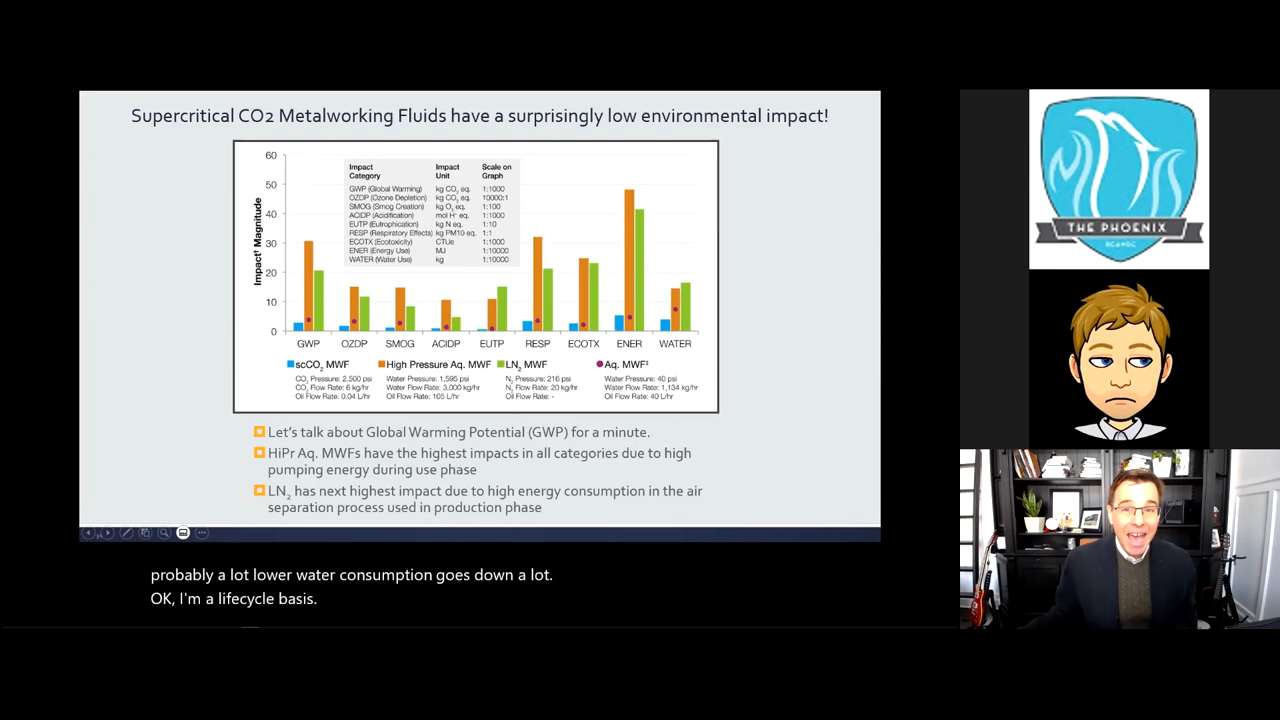 Supercritical CO2 Metalworking Fluids have a surprisingly low environmental impact!
60
50
40
30
20
10
0
Impact† Magnitude
Impact Category Impact Unit Scale on Graph
GWP (Global Warming) kg CO2 eq. 1:1000
OZDP (Ozone Depletion) kg CO2 eq. 10000:1
SMOG (Smog Creation) kg O3 eq. 1:100
ACIDP (Acidification) mol H+ eq. 1:1000
EUTP (Eutrophication) kg N eq. 1:10
RESP (Respiratory Effects) kg PM10 eq. 1:1
ECOTX (Ecotoxicity) CTUe 1:1000
ENER (Energy Use) MJ 1:10000
WATER (Water Use) kg 1:10000
GWP OZDP SMOG ACIDP EUTP RESP ECOTX ENER WATER
scCO2 MWF High Pressure Aq. MWF LN2 MWF Aq. MWF‡
CO2 Pressure: 2,500 psi Water Pressure: 1,595 psi N2 Pressure: 216 psi Water Pressure: 40 psi
CO2 Flow Rate: 6 kg/hr Water Flow Rate: 3,000 kg/hr N2 Flow Rate: 20 kg/hr Water Flow Rate: 1,134 kg/hr
Oil Flow Rate: 0.04 L/hr Oil Flow Rate: 105 L/hr Oil Flow Rate: - Oil Flow Rate: 40 L/hr
Let's talk about Global Warming Potential (GWP) for a minute.
HiPr Aq. MWFs have the highest impacts in all categories due to high
pumping energy during use phase
LN2 has next highest impact due to high energy consumption in the air
separation process used in production phase
probably a lot lower water consumption goes down a lot.
OK, I'm a lifecycle basis.
THE PHOENIX